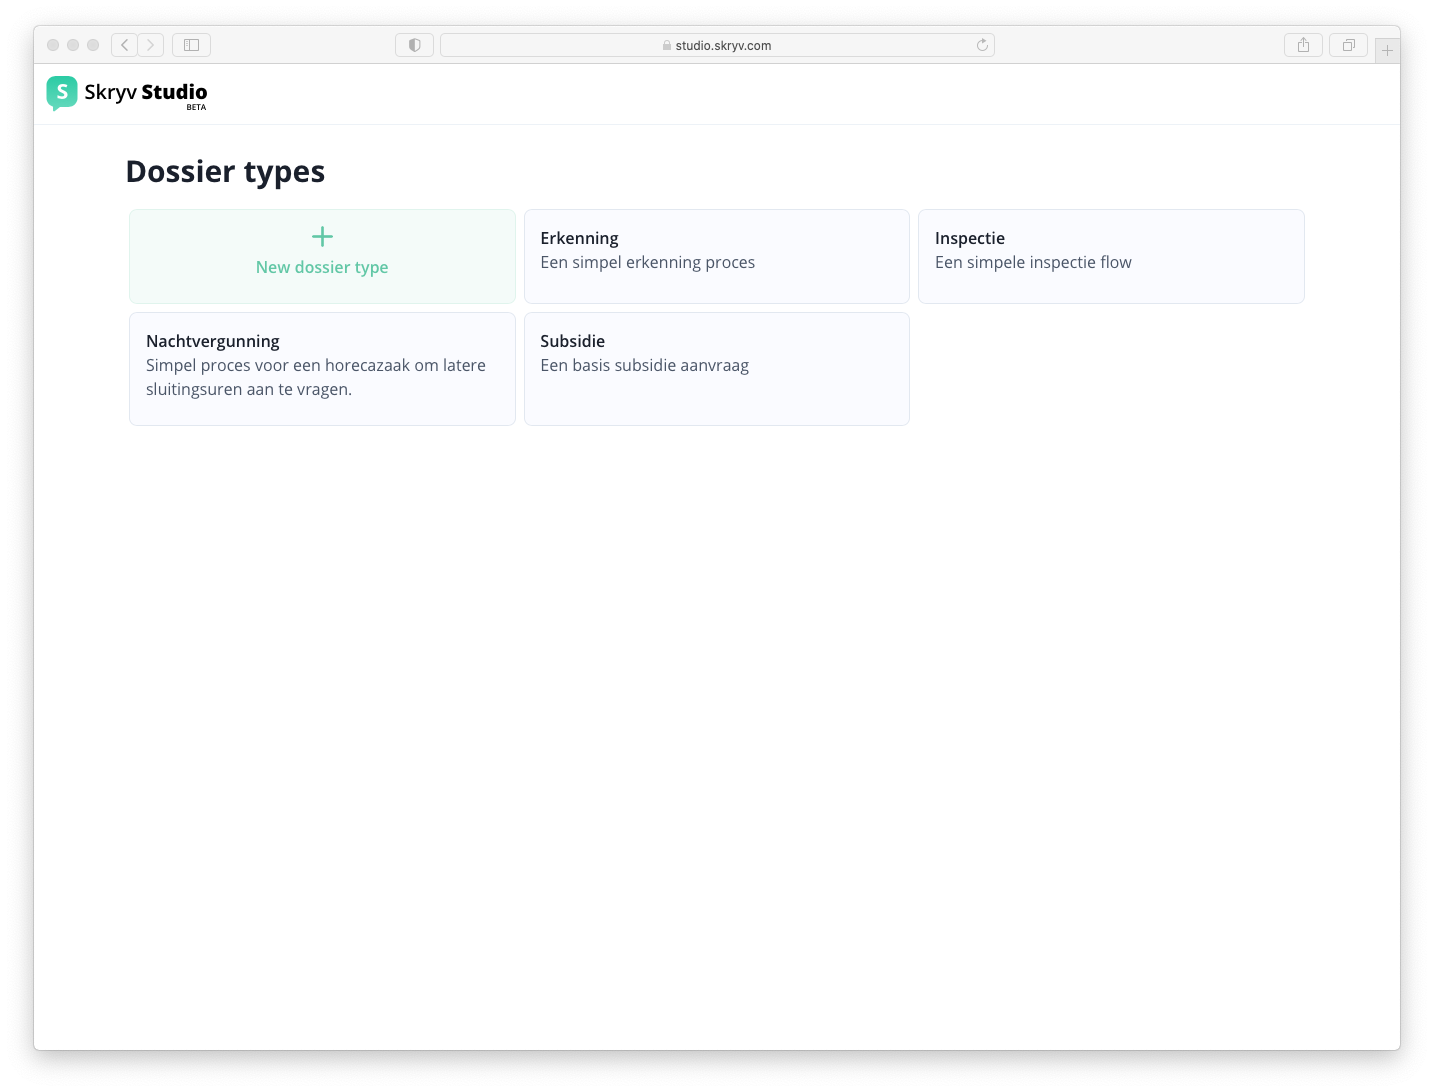 studio.skryv.com
S Skryv Studio
BETA
Dossier types
New dossier type
Erkenning
Een simpel erkenning proces
Inspectie
Een simpele inspectie flow
Nachtvergunning
Simpel proces voor een horecazaak om latere
sluitingsuren aan te vragen.
Subsidie
Een basis subsidie aanvraag